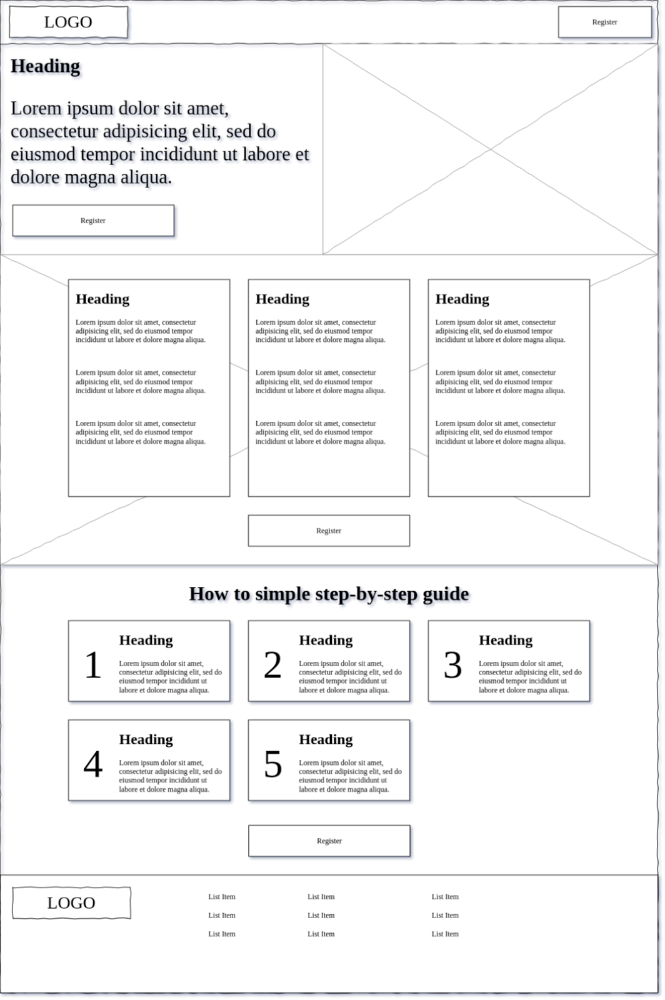 LOGO
Register
Heading
Lorem ipsum dolor sit amet,
consectetur adipisicing elit, sed do
eiusmod tempor incididunt ut labore et
dolore magna aliqua.
Register
Heading
Lorem ipsum dolor sit amet, consectetur
adipisicing elit, sed do eiusmod tempor
incididunt ut labore et dolore magna aliqua.
Lorem ipsum dolor sit amet, consectetur
adipisicing elit, sed do eiusmod tempor
incididunt ut labore et dolore magna aliqua.
Lorem ipsum dolor sit amet, consectetur
adipisicing elit, sed do eiusmod tempor
incididunt ut labore et dolore magna aliqua.
Heading
Lorem ipsum dolor sit amet, consectetur
adipisicing elit, sed do eiusmod tempor
incididunt ut labore et dolore magna aliqua.
Lorem ipsum dolor sit amet, consectetur
adipisicing elit, sed do eiusmod tempor
incididunt ut labore et dolore magna aliqua.
Lorem ipsum dolor sit amet, consectetur
adipisicing elit, sed do eiusmod tempor
incididunt ut labore et dolore magna aliqua.
Heading
Lorem ipsum dolor sit amet, consectetur
adipisicing elit, sed do eiusmod tempor
incididunt ut labore et dolore magna aliqua.
Lorem ipsum dolor sit amet, consectetur
adipisicing elit, sed do eiusmod tempor
incididunt ut labore et dolore magna aliqua.
Lorem ipsum dolor sit amet, consectetur
adipisicing elit, sed do eiusmod tempor
incididunt ut labore et dolore magna aliqua.
Register
How to simple step-by-step guide
1
Heading
Lorem ipsum dolor sit amet,
consectetur adipisicing elit, sed do
eiusmod tempor incididunt ut
labore et dolore magna aliqua.
2
Heading
Lorem ipsum dolor sit amet,
consectetur adipisicing elit, sed do
eiusmod tempor incididunt ut
labore et dolore magna aliqua.
3
Heading
Lorem ipsum dolor sit amet,
consectetur adipisicing elit, sed do
eiusmod tempor incididunt ut
labore et dolore magna aliqua.
4
Heading
Lorem ipsum dolor sit amet,
consectetur adipisicing elit, sed do
eiusmod tempor incididunt ut
labore et dolore magna aliqua.
5
Heading
Lorem ipsum dolor sit amet,
consectetur adipisicing elit, sed do
eiusmod tempor incididunt ut
labore et dolore magna aliqua.
Register
LOGO
List Item
List Item
List Item
List Item
List Item
List Item
List Item
List Item
List Item